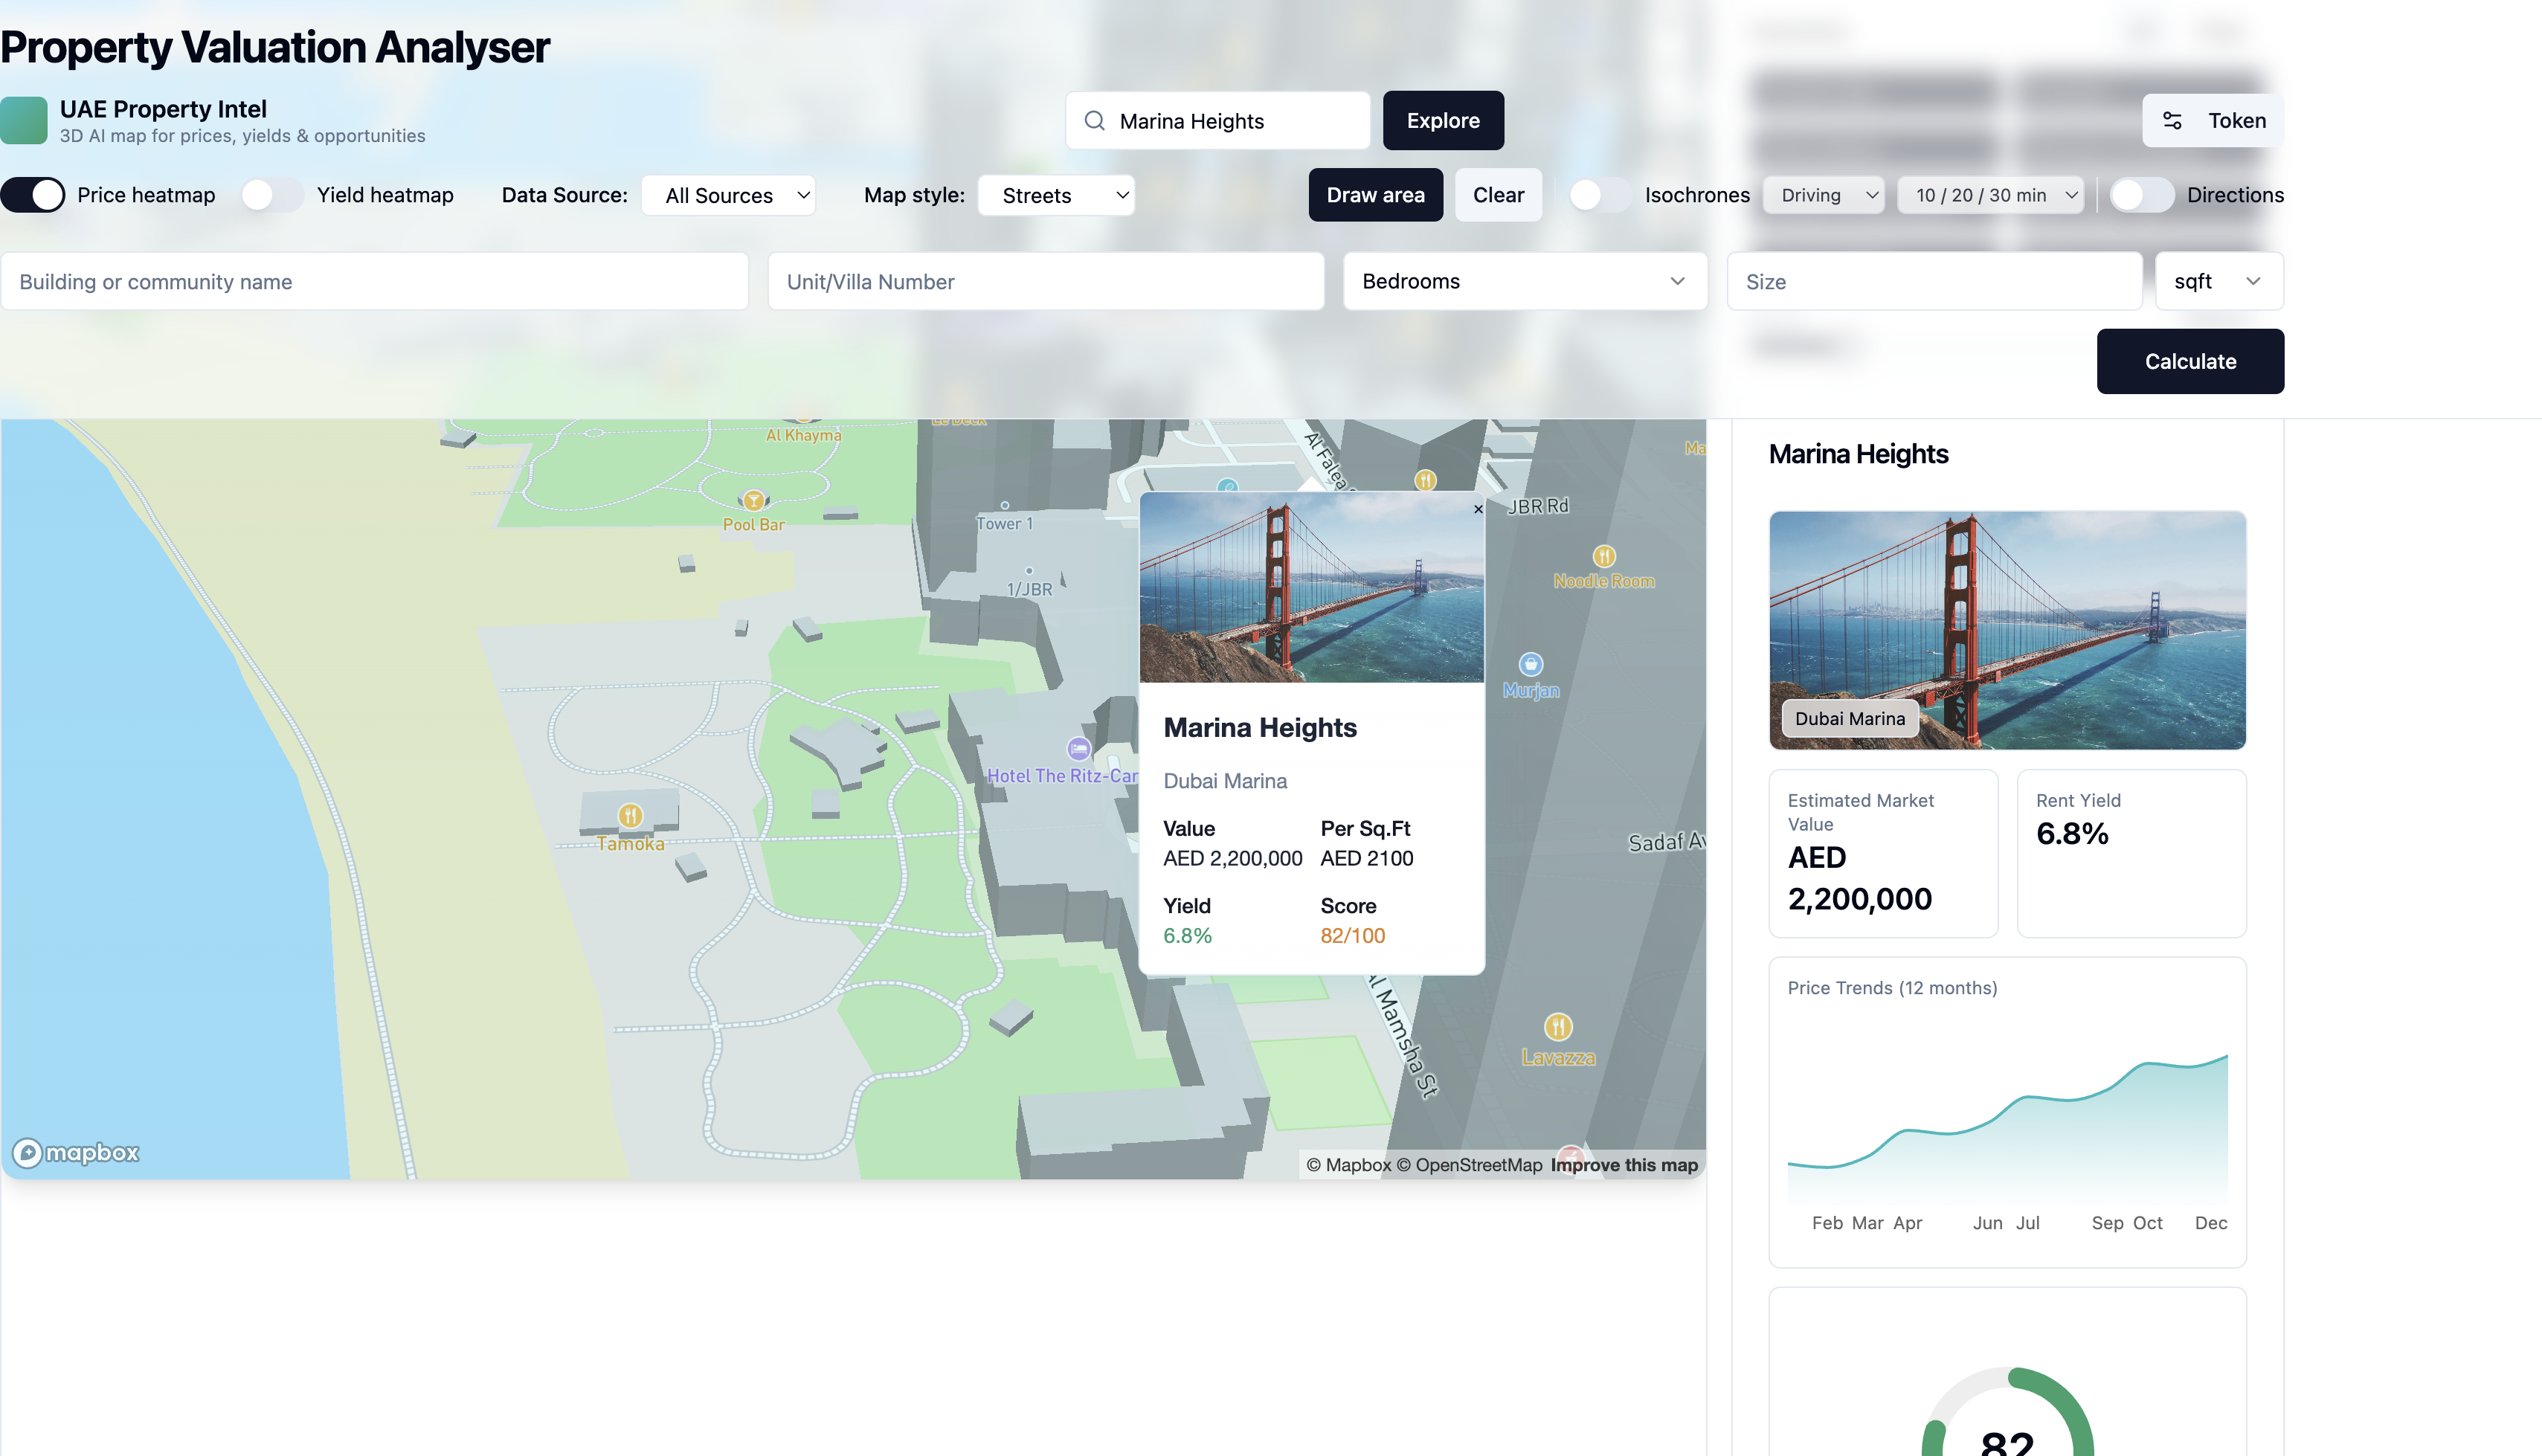 Property Valuation Analyser
UAE Property Intel
3D AI map for prices, yields & opportunities
Marina Heights
Explore
Token
Price heatmap
Yield heatmap
Data Source:
All Sources
Map style:
Streets
Draw area
Clear
Isochrones
Driving
10 / 20 / 30 min
Directions
Building or community name
Unit/Villa Number
Bedrooms
Size
sqft
Calculate
Al Khayma
Pool Bar
Tower 1
1/JBR
JBR Rd
Noodle Room
Murjan
Hotel The Ritz-Car
Tamoka
Sadaf Av
Al Mamsha St
Lavazza
×
Marina Heights
Dubai Marina
Value
Per Sq.Ft
AED 2,200,000
AED 2100
Yield
Score
6.8%
82/100
mapbox
© Mapbox © OpenStreetMap Improve this map
Marina Heights
Dubai Marina
Estimated Market
Value
AED
2,200,000
Rent Yield
6.8%
Price Trends (12 months)
Feb Mar Apr Jun Jul Sep Oct Dec
82